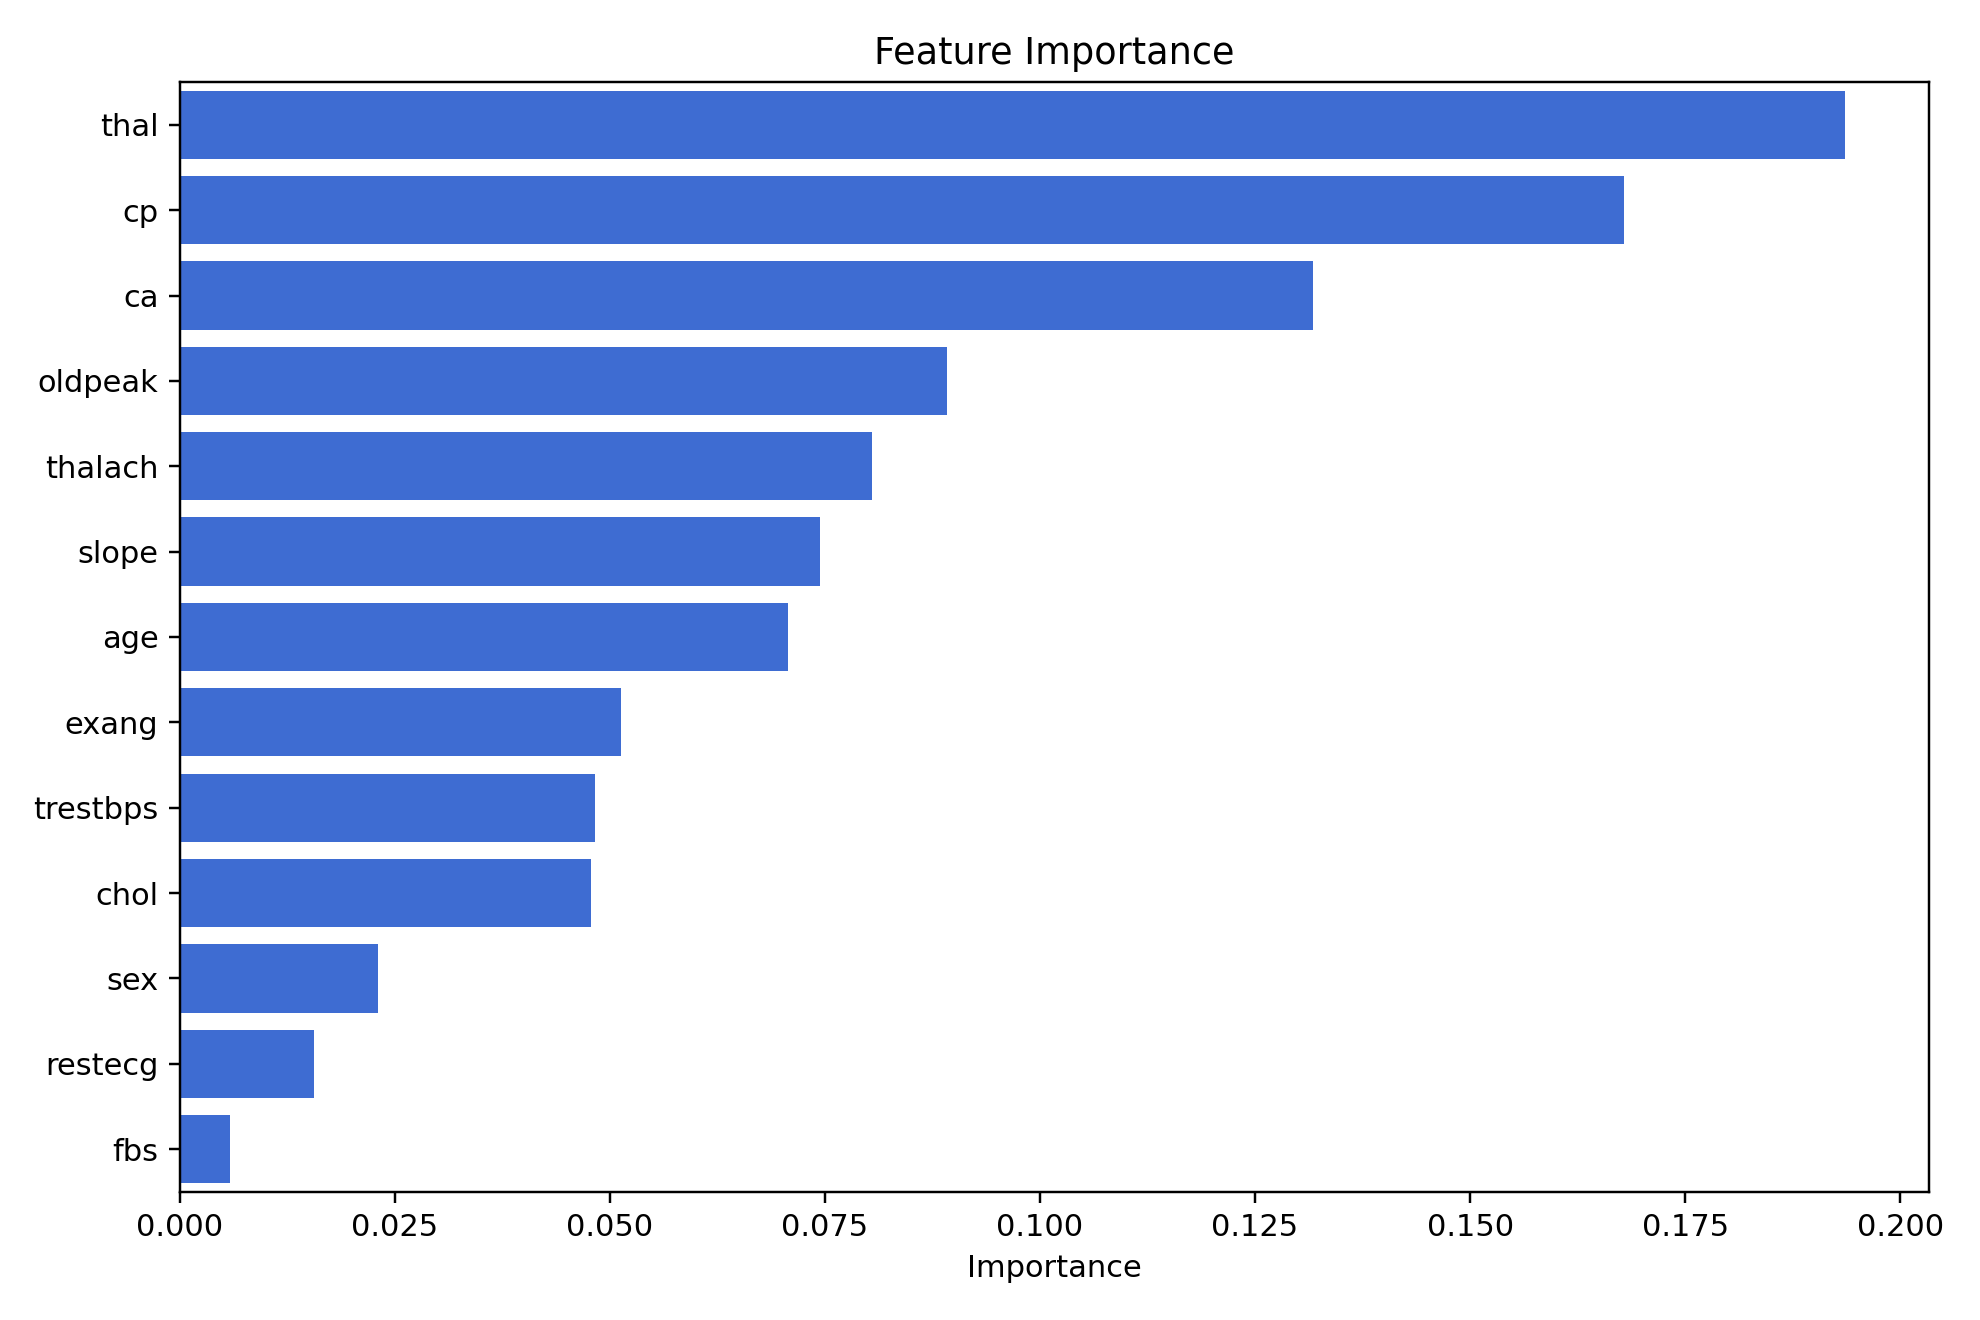 Feature Importance
thal
cp
ca
oldpeak
thalach
slope
age
exang
trestbps
chol
sex
restecg
fbs
0.000 0.025 0.050 0.075 0.100 0.125 0.150 0.175 0.200
Importance